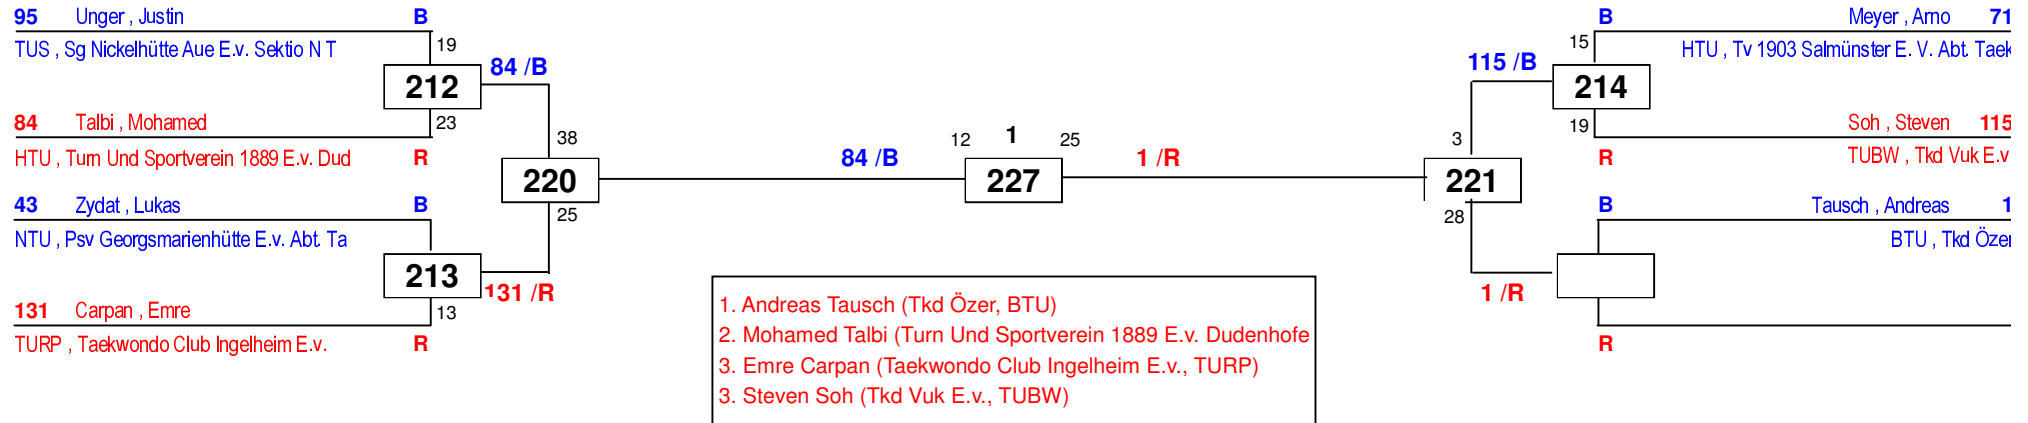 95 Unger , Justin B
TUS , Sg Nickelhütte Aue E.v. Sektio N T
19
212
84 /B
84 Talbi , Mohamed
23
HTU , Turn Und Sportverein 1889 E.v. Dud R
38
220
25
43 Zydat , Lukas B
NTU , Psv Georgsmarienhütte E.v. Abt. Ta
213
131 /R
131 Carpan , Emre
13
TURP , Taekwondo Club Ingelheim E.v. R
84 /B
12 1 25
227
1 /R
B Meyer , Arno 71
15
HTU , Tv 1903 Salmünster E. V. Abt. Taek
115 /B
214
19
Soh , Steven 115
R TUBW , Tkd Vuk E.v
3
221
28
B Tausch , Andreas 1
BTU , Tkd Özer
1 /R
R
1. Andreas Tausch (Tkd Özer, BTU)
2. Mohamed Talbi (Turn Und Sportverein 1889 E.v. Dudenhofe
3. Emre Carpan (Taekwondo Club Ingelheim E.v., TURP)
3. Steven Soh (Tkd Vuk E.v., TUBW)